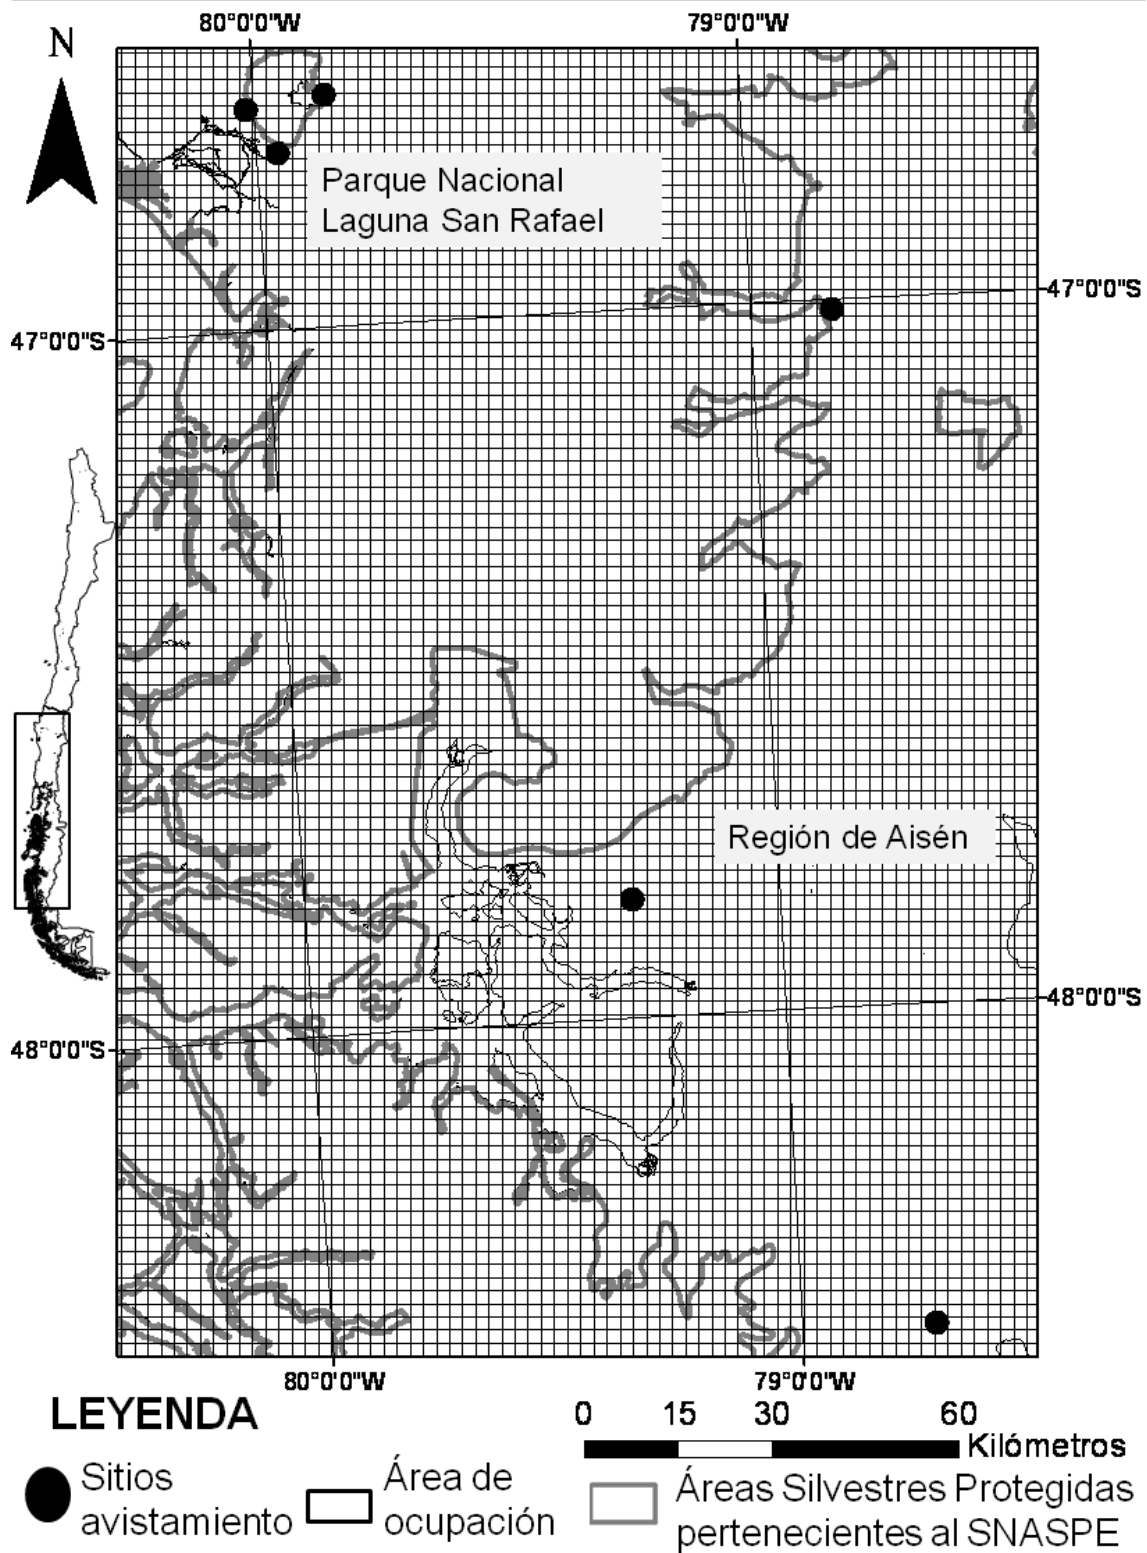 80°0'0"W
79°0'0"W
N
Parque Nacional
Laguna San Rafael
47°0'0"S
47°0'0"S
Región de Aisén
48°0'0"S
48°0'0"S
80°0'0"W
79°0'0"W
LEYENDA
0 15 30 60
Kilómetros
Sitios
avistamiento
Área de
ocupación
Áreas Silvestres Protegidas
pertenecientes al SNASPE